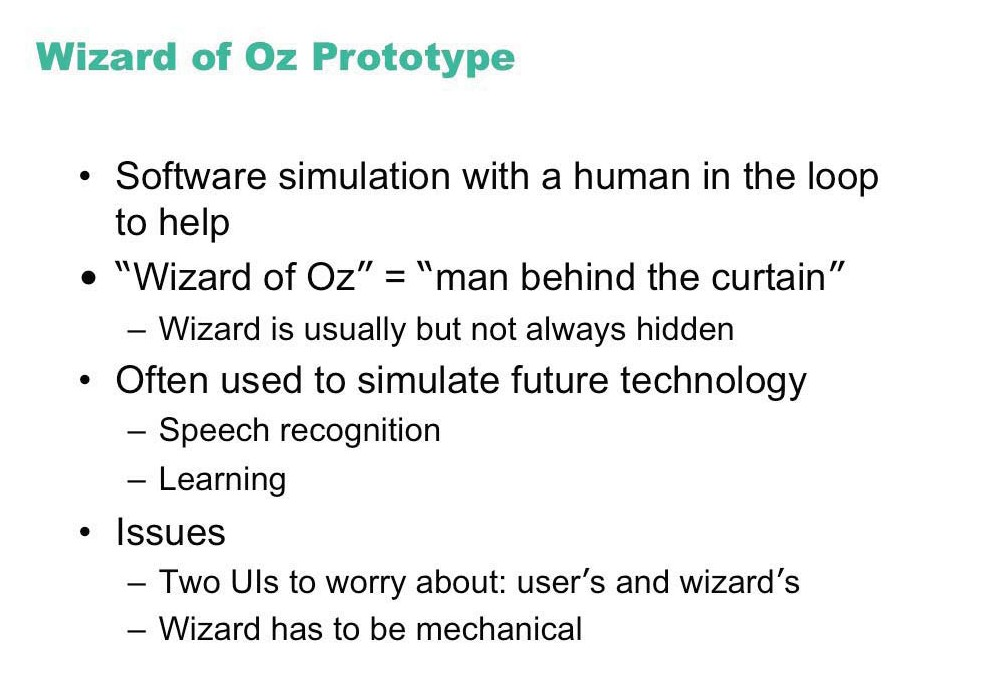 Wizard of Oz Prototype
• Software simulation with a human in the loop
to help
• “Wizard of Oz” = “man behind the curtain”
– Wizard is usually but not always hidden
• Often used to simulate future technology
– Speech recognition
– Learning
• Issues
– Two UIs to worry about: user’s and wizard’s
– Wizard has to be mechanical